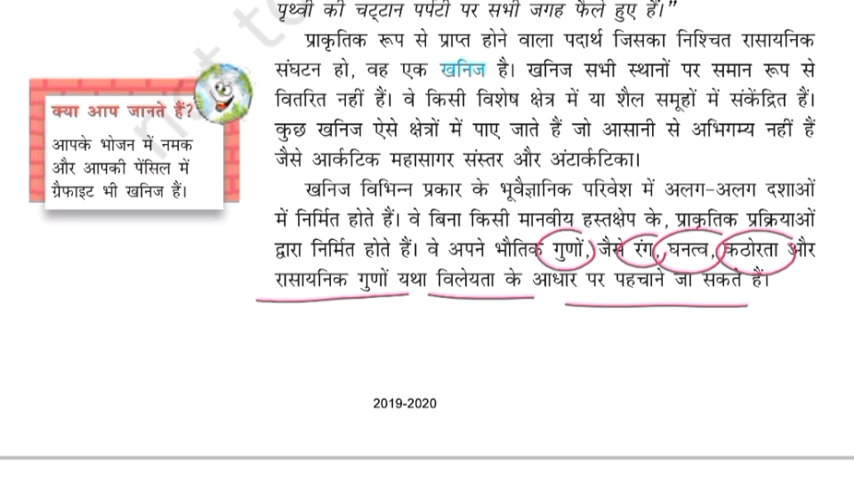 पृथ्वी की चट्टान पर्पटी पर सभी जगह फैले हुए हैं।”
प्राकृतिक रूप से प्राप्त होने वाला पदार्थ जिसका निश्चित रासायनिक
संघटन हो, वह एक खनिज है। खनिज सभी स्थानों पर समान रूप से
वितरित नहीं हैं। वे किसी विशेष क्षेत्र में या शैल समूहों में संकेंद्रित हैं।
कुछ खनिज ऐसे क्षेत्रों में पाए जाते हैं जो आसानी से अभिगम्य नहीं हैं
जैसे आर्कटिक महासागर संस्तर और अंटार्कटिका।
क्या आप जानते हैं?
आपके भोजन में नमक
और आपकी पेंसिल में
ग्रैफाइट भी खनिज हैं।
खनिज विभिन्न प्रकार के भूवैज्ञानिक परिवेश में अलग-अलग दशाओं
में निर्मित होते हैं। वे बिना किसी मानवीय हस्तक्षेप के, प्राकृतिक प्रक्रियाओं
द्वारा निर्मित होते हैं। वे अपने भौतिक गुणों, जैसे रंग, घनत्व, कठोरता और
रासायनिक गुणों यथा विलेयता के आधार पर पहचाने जा सकते हैं।
2019-2020
not to